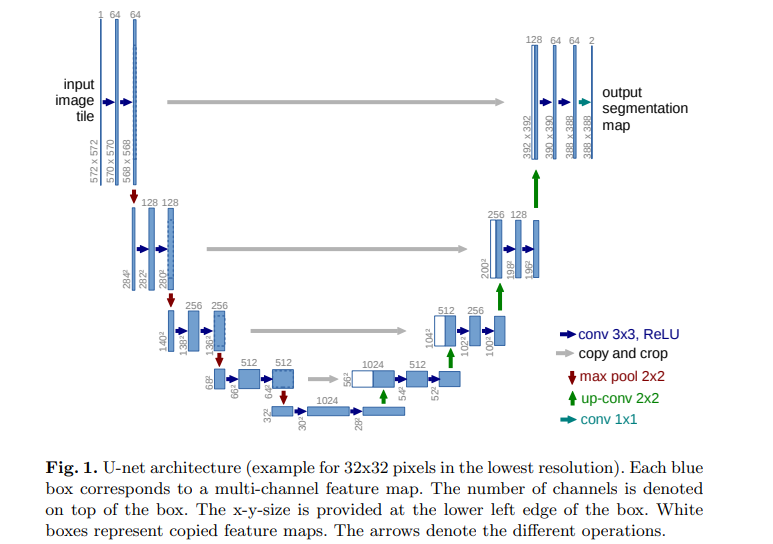 1 64 64
128 64 64 2
input
image
tile
output
segmentation
map
572 x 572
570 x 570
568 x 568
392 x 392
390 x 390
388 x 388
388 x 388
128 128
256 128
284²
282²
280²
200²
198²
196²
256 256
512 256
140²
138²
136²
104²
102²
100²
512 512
1024 512
68²
66²
64²
56²
54²
52²
1024
32²
30²
28²
conv 3x3, ReLU
copy and crop
max pool 2x2
up-conv 2x2
conv 1x1
Fig. 1. U-net architecture (example for 32x32 pixels in the lowest resolution). Each blue
box corresponds to a multi-channel feature map. The number of channels is denoted
on top of the box. The x-y-size is provided at the lower left edge of the box. White
boxes represent copied feature maps. The arrows denote the different operations.